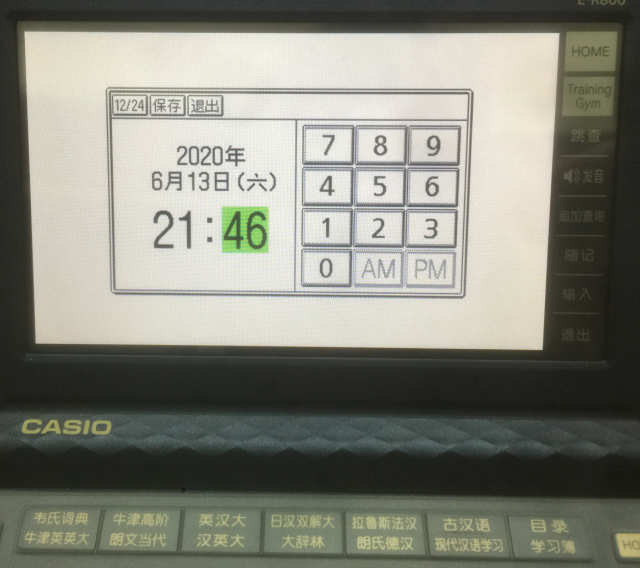 HOME
Training
Gym
跳查
发音
追加查询
随记
输入
退出
12/24 保存 退出
2020年
6月13日(六)
21:46
7 8 9
4 5 6
1 2 3
0 AM PM
CASIO
韦氏词典 牛津高阶 英汉大 日汉双解大 拉鲁斯法汉 古汉语 目录
牛津英英大 朗文当代 汉英大 大辞林 朗氏德汉 现代汉语学习 学习簿
HO